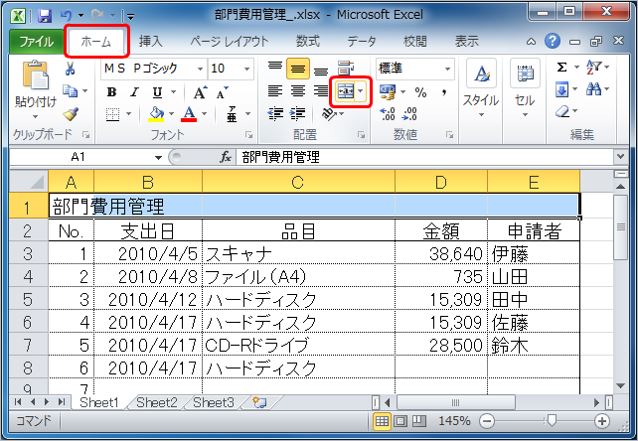 部門費用管理_.xlsx - Microsoft Excel
ファイル ホーム 挿入 ページ レイアウト 数式 データ 校閲 表示
貼り付け
クリップボード
ＭＳ Ｐゴシック 10
B I U A A
A 亜
フォント
配置
標準
% ,
数値
スタイル
セル
Σ
編集
A1 fx 部門費用管理
A B C D E
1 部門費用管理
2 No. 支出日 品目 金額 申請者
3 1 2010/4/5 スキャナ 38,640 伊藤
4 2 2010/4/8 ファイル（A4） 735 山田
5 3 2010/4/12 ハードディスク 15,309 田中
6 4 2010/4/17 ハードディスク 15,309 佐藤
7 5 2010/4/17 CD-Rドライブ 28,500 鈴木
8 6 2010/4/17 ハードディスク
9 7
Sheet1 Sheet2 Sheet3
コマンド 145%